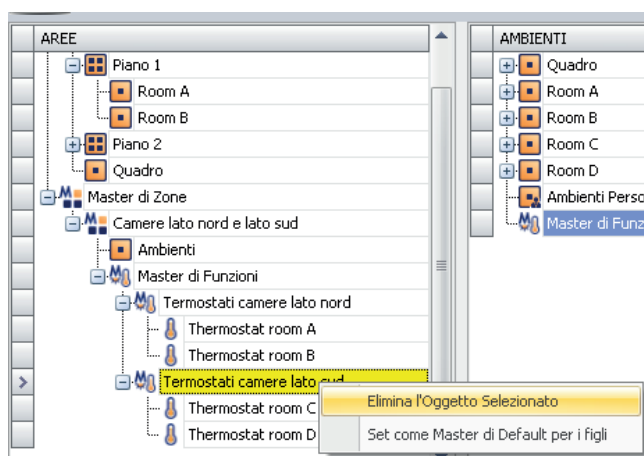 AREE
Piano 1
Room A
Room B
Piano 2
Quadro
Master di Zone
Camere lato nord e lato sud
Ambienti
Master di Funzioni
Termostati camere lato nord
Thermostat room A
Thermostat room B
Termostati camere lato sud
Thermostat room C
Thermostat room D
Elimina l'Oggetto Selezionato
Set come Master di Default per i figli
AMBIENTI
Quadro
Room A
Room B
Room C
Room D
Ambienti Perso
Master di Funz